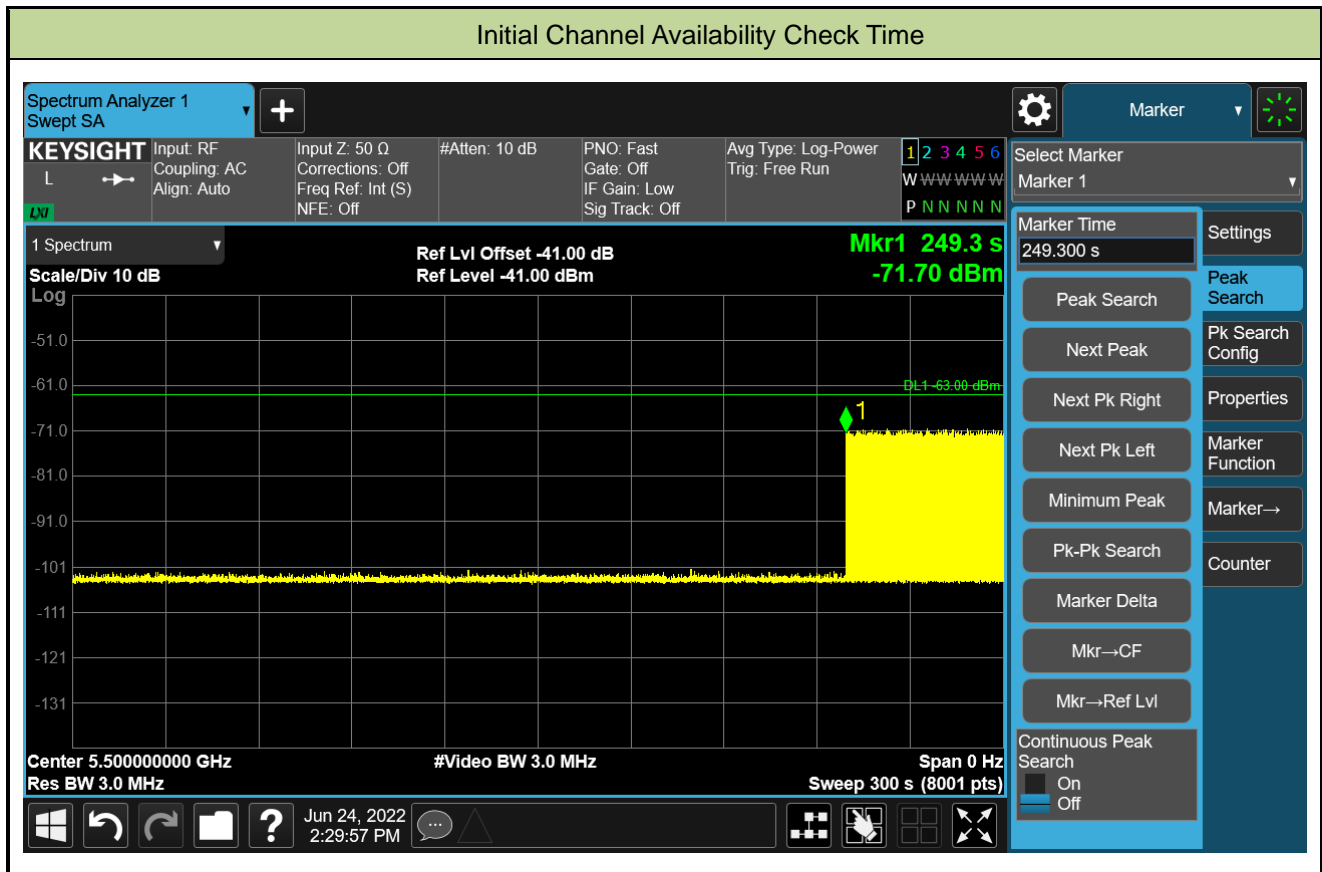 Initial Channel Availability Check Time
Spectrum Analyzer 1
Swept SA
Marker
KEYSIGHT
L
LXI
Input: RF
Coupling: AC
Align: Auto
Input Z: 50 Ω
Corrections: Off
Freq Ref: Int (S)
NFE: Off
#Atten: 10 dB
PNO: Fast
Gate: Off
IF Gain: Low
Sig Track: Off
Avg Type: Log-Power
Trig: Free Run
1 2 3 4 5 6
W W W W W W
P N N N N N
Select Marker
Marker 1
1 Spectrum
Scale/Div 10 dB
Log
Ref Lvl Offset -41.00 dB
Ref Level -41.00 dBm
Mkr1 249.3 s
-71.70 dBm
-51.0
-61.0
-71.0
-81.0
-91.0
-101
-111
-121
-131
DL1 -63.00 dBm
1
Center 5.500000000 GHz
Res BW 3.0 MHz
#Video BW 3.0 MHz
Span 0 Hz
Sweep 300 s (8001 pts)
Marker Time
249.300 s
Peak Search
Next Peak
Next Pk Right
Next Pk Left
Minimum Peak
Pk-Pk Search
Marker Delta
Mkr→CF
Mkr→Ref Lvl
Continuous Peak
Search
On
Off
Settings
Peak
Search
Pk Search
Config
Properties
Marker
Function
Marker→
Counter
?
Jun 24, 2022
2:29:57 PM